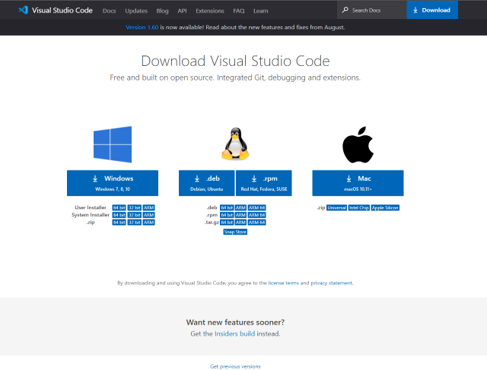 Visual Studio Code Docs Updates Blog API Extensions FAQ Learn Search Docs Download
Version 1.60 is now available! Read about the new features and fixes from August.
Download Visual Studio Code
Free and built on open source. Integrated Git, debugging and extensions.
Windows
Windows 7, 8, 10
.deb
Debian, Ubuntu
.rpm
Red Hat, Fedora, SUSE
Mac
macOS 10.11+
User Installer 64 bit 32 bit ARM
System Installer 64 bit 32 bit ARM
.zip 64 bit 32 bit ARM
.deb 64 bit ARM ARM 64
.rpm 64 bit ARM ARM 64
.tar.gz 64 bit ARM ARM 64
Snap Store
.zip Universal Intel Chip Apple Silicon
By downloading and using Visual Studio Code, you agree to the license terms and privacy statement.
Want new features sooner?
Get the Insiders build instead.
Get previous versions